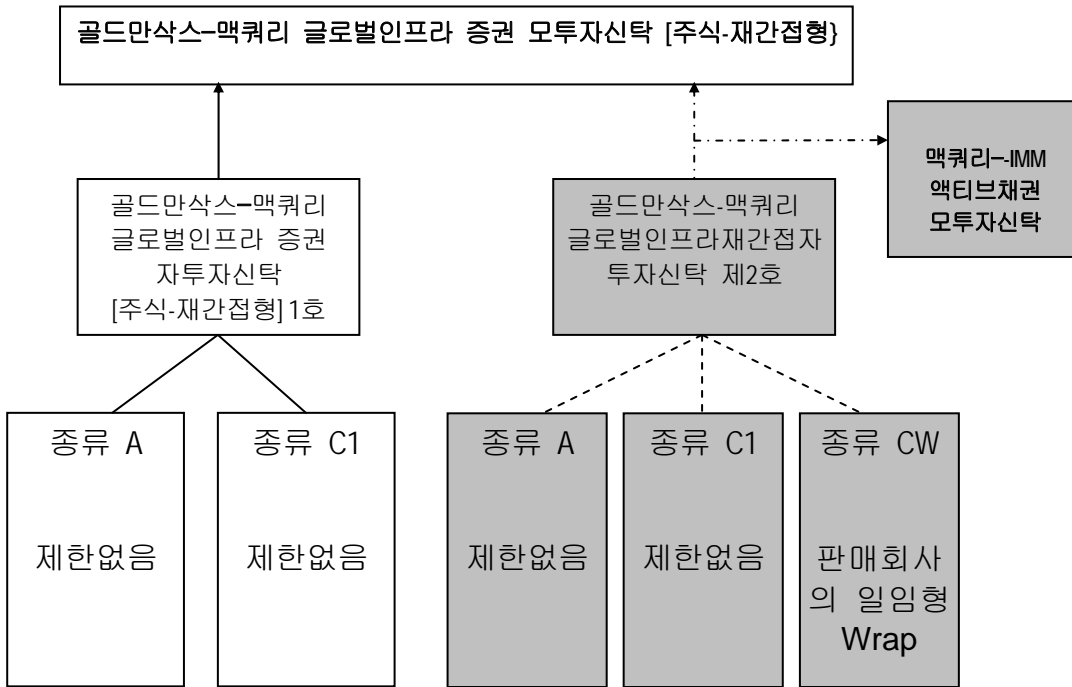 골드만삭스-맥쿼리 글로벌인프라 증권 모투자신탁 [주식-재간접형}
맥쿼리--IMM
액티브채권
모투자신탁
골드만삭스-맥쿼리
글로벌인프라 증권
자투자신탁
[주식-재간접형] 1호
골드만삭스-맥쿼리
글로벌인프라재간접자
투자신탁 제2호
종류 A
제한없음
종류 C1
제한없음
종류 A
제한없음
종류 C1
제한없음
종류 CW
판매회사
의 일임형
Wrap